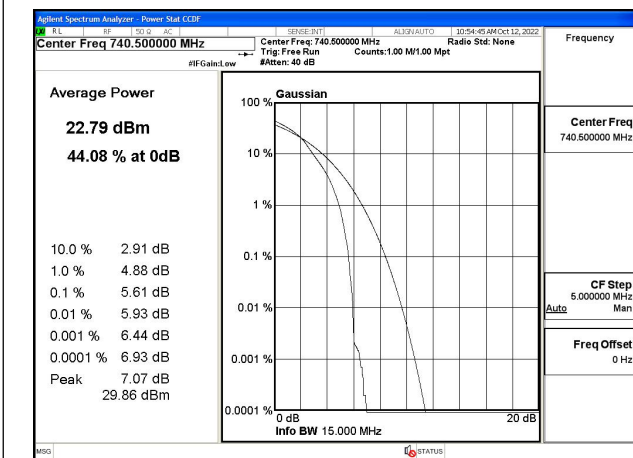 Agilent Spectrum Analyzer - Power Stat CCDF
RL RF 50 Ω AC SENSE:INT ALIGN AUTO 10:54:45 AM Oct 12, 2022
Center Freq 740.500000 MHz
Center Freq: 740.500000 MHz Radio Std: None
Trig: Free Run Counts:1.00 M/1.00 Mpt
#IFGain:Low #Atten: 40 dB
Frequency
Average Power
22.79 dBm
44.08 % at 0dB
10.0 % 2.91 dB
1.0 % 4.88 dB
0.1 % 5.61 dB
0.01 % 5.93 dB
0.001 % 6.44 dB
0.0001 % 6.93 dB
Peak 7.07 dB
29.86 dBm
Gaussian
100 %
10 %
1 %
0.1 %
0.01 %
0.001 %
0.0001 %
0 dB 20 dB
Info BW 15.000 MHz
Center Freq
740.500000 MHz
CF Step
5.000000 MHz
Auto Man
Freq Offset
0 Hz
MSG STATUS